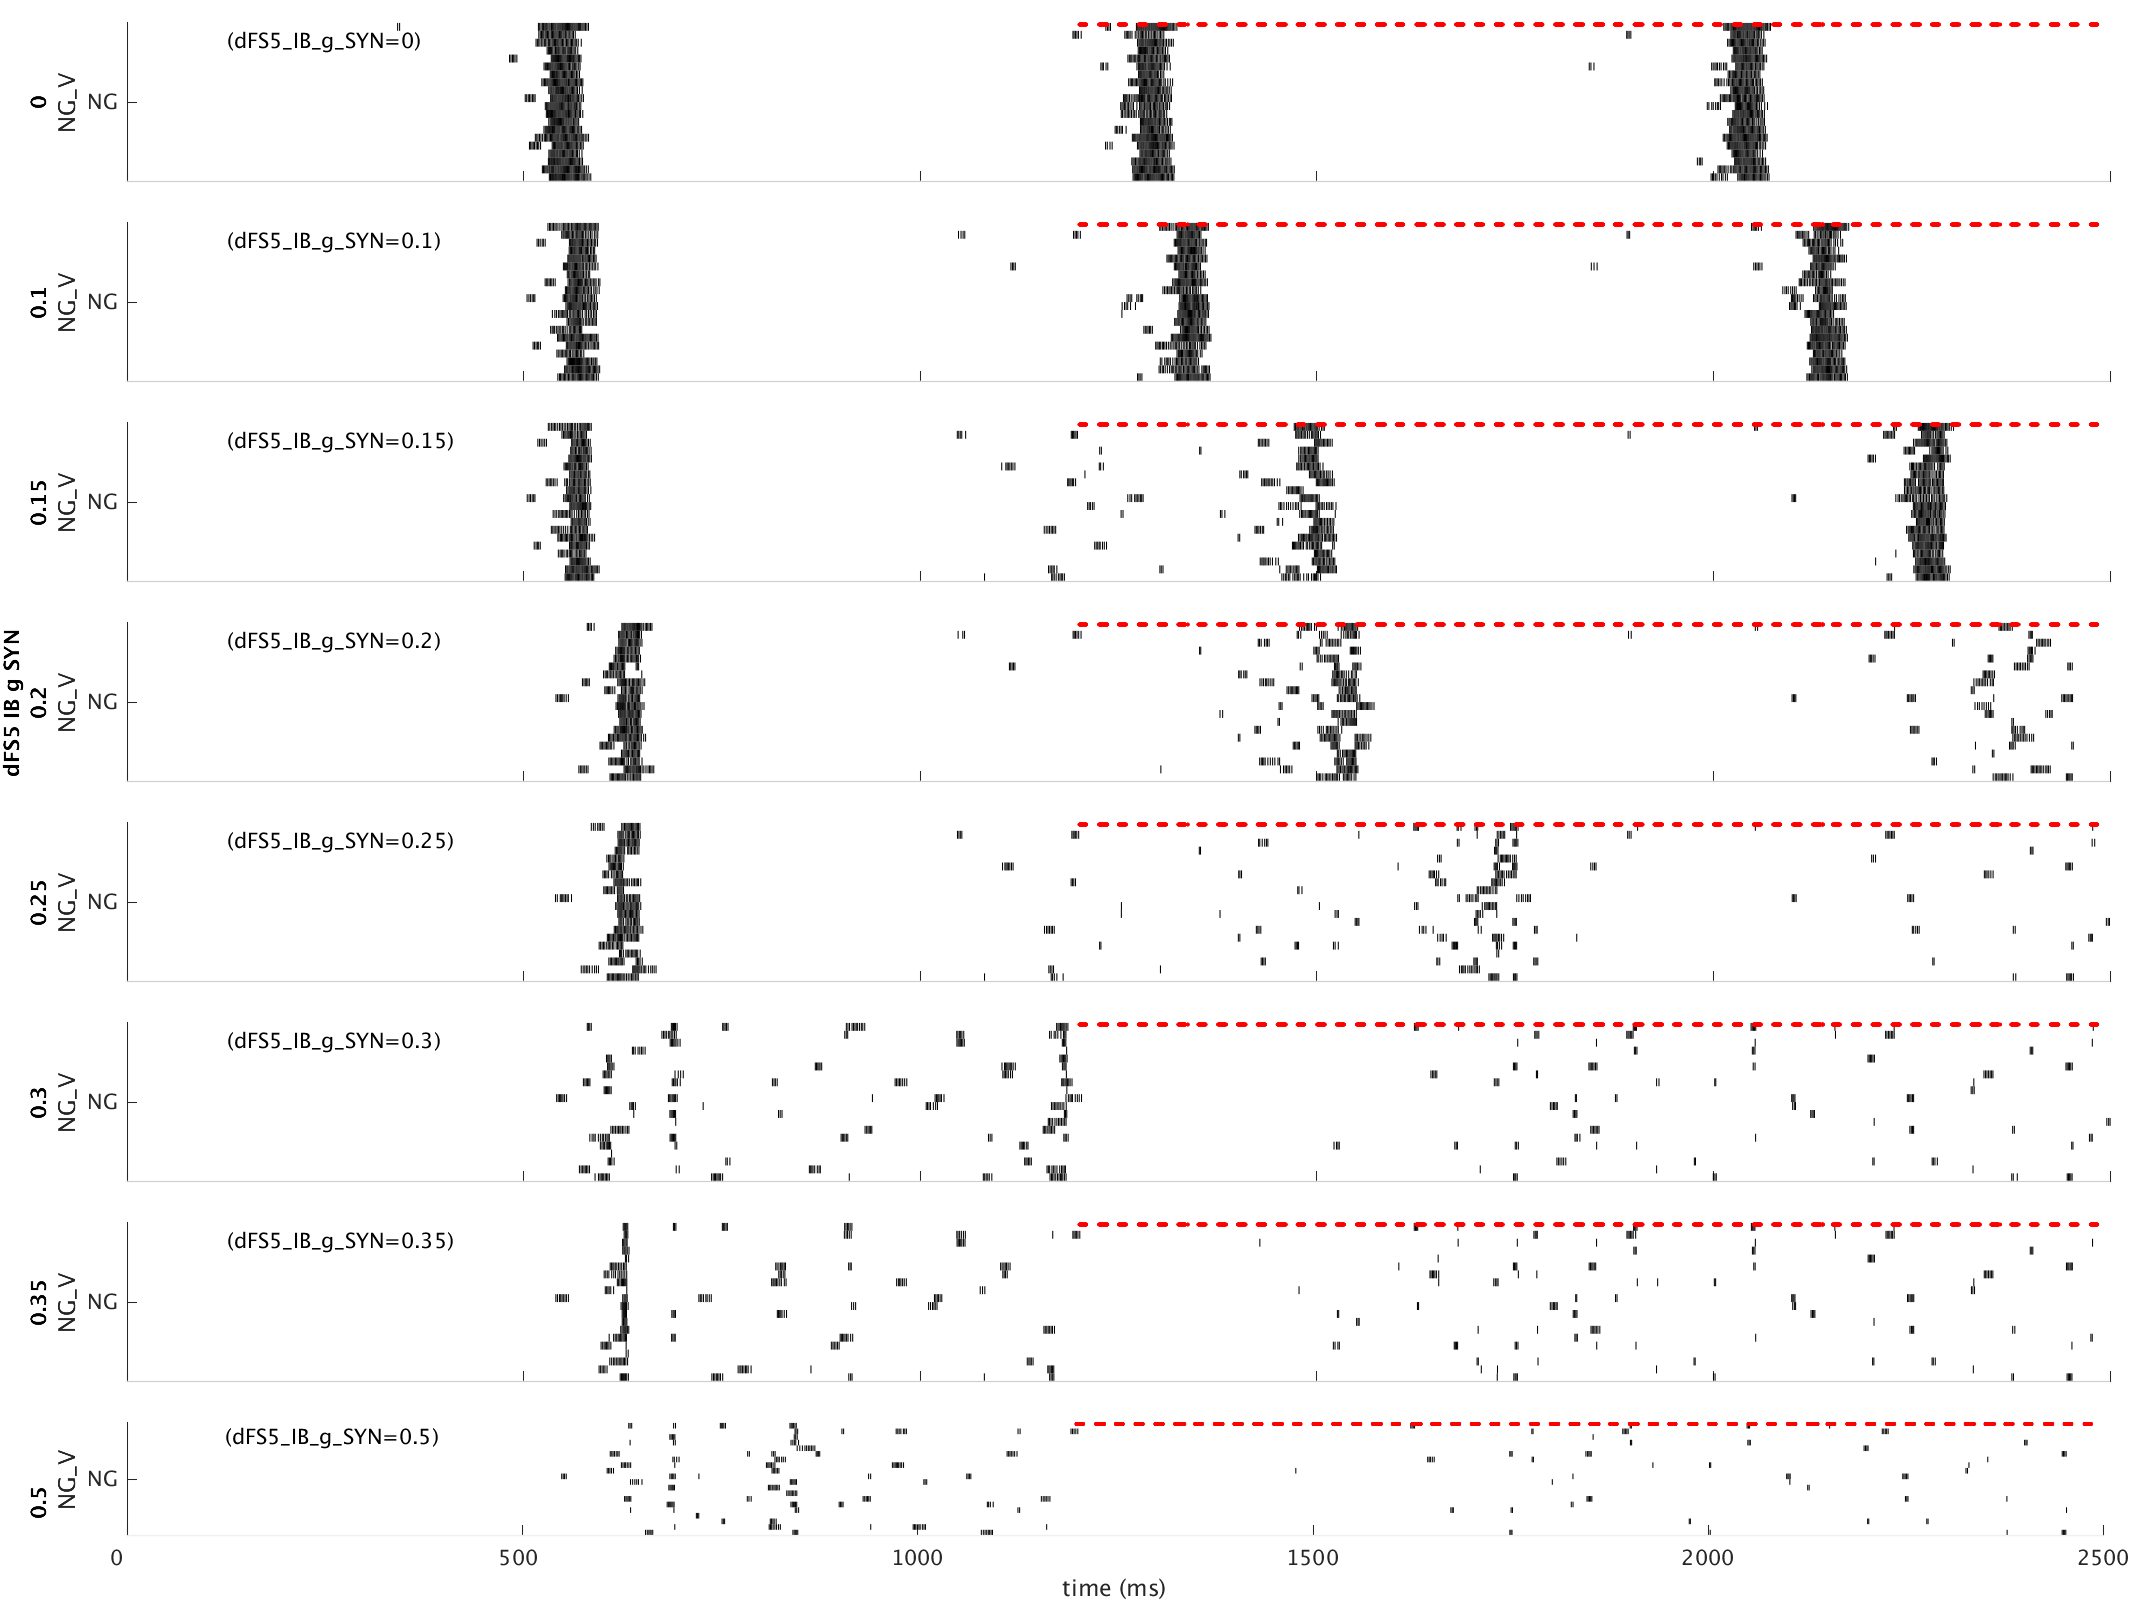 dFS5 IB g SYN
0
NG_V
NG
(dFS5_IB_g_SYN=0)
0.1
NG_V
NG
(dFS5_IB_g_SYN=0.1)
0.15
NG_V
NG
(dFS5_IB_g_SYN=0.15)
0.2
NG_V
NG
(dFS5_IB_g_SYN=0.2)
0.25
NG_V
NG
(dFS5_IB_g_SYN=0.25)
0.3
NG_V
NG
(dFS5_IB_g_SYN=0.3)
0.35
NG_V
NG
(dFS5_IB_g_SYN=0.35)
0.5
NG_V
NG
(dFS5_IB_g_SYN=0.5)
0 500 1000 1500 2000 2500
time (ms)